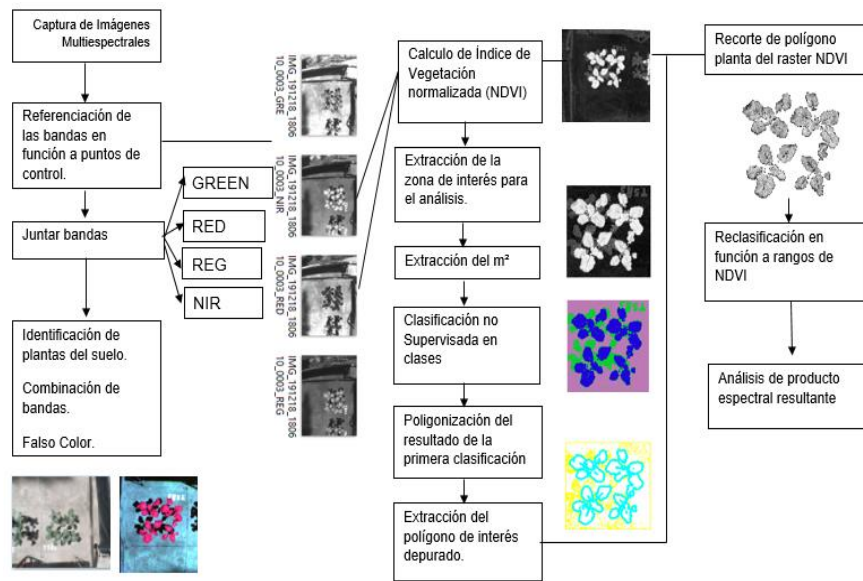 Captura de Imágenes
Multiespectrales
Referenciación de
las bandas en
función a puntos de
control.
Juntar bandas
GREEN
RED
REG
NIR
Identificación de
plantas del suelo.
Combinación de
bandas.
Falso Color.
IMG_191218_1806
10_0003_GRE
IMG_191218_1806
10_0003_NIR
IMG_191218_1806
10_0003_RED
IMG_191218_1806
10_0003_REG
Calculo de Índice de
Vegetación
normalizada (NDVI)
Extracción de la
zona de interés para
el análisis.
Extracción del m²
Clasificación no
Supervisada en
clases
Poligonización del
resultado de la
primera clasificación
Extracción del
polígono de interés
depurado.
Recorte de polígono
planta del raster NDVI
Reclasificación en
función a rangos de
NDVI
Análisis de producto
espectral resultante